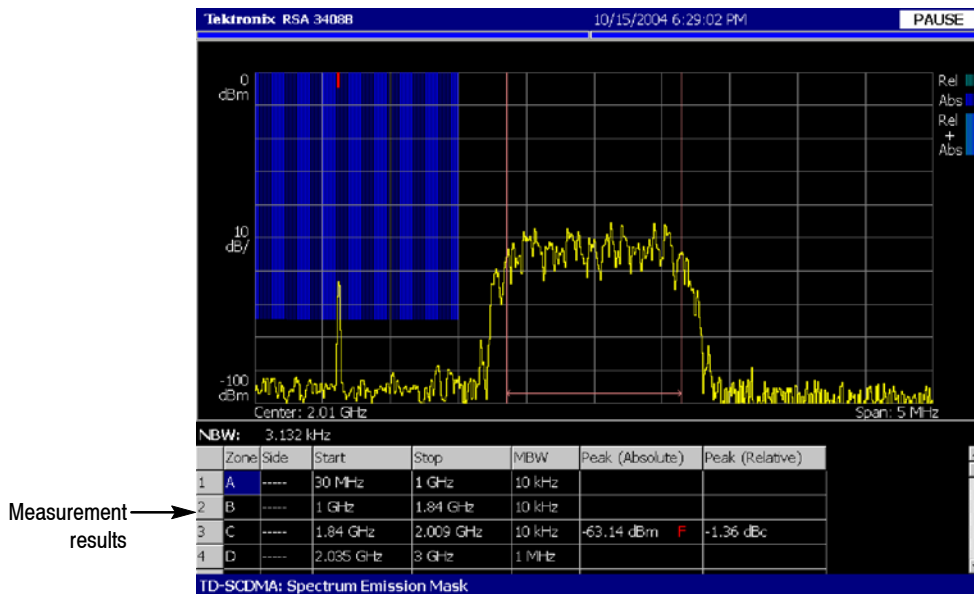 Tektronix RSA 3408B 10/15/2004 6:29:02 PM PAUSE
0
dBm
Rel
Abs
Rel
+
Abs
10
dB/
-100
dBm
Center: 2.01 GHz Span: 5 MHz
NBW: 3.132 kHz
Zone Side Start Stop MBW Peak (Absolute) Peak (Relative)
1 A ----- 30 MHz 1 GHz 10 kHz
2 B ----- 1 GHz 1.84 GHz 10 kHz
3 C ----- 1.84 GHz 2.009 GHz 10 kHz -63.14 dBm F -1.36 dBc
4 D ----- 2.035 GHz 3 GHz 1 MHz
Measurement
results
TD-SCDMA: Spectrum Emission Mask